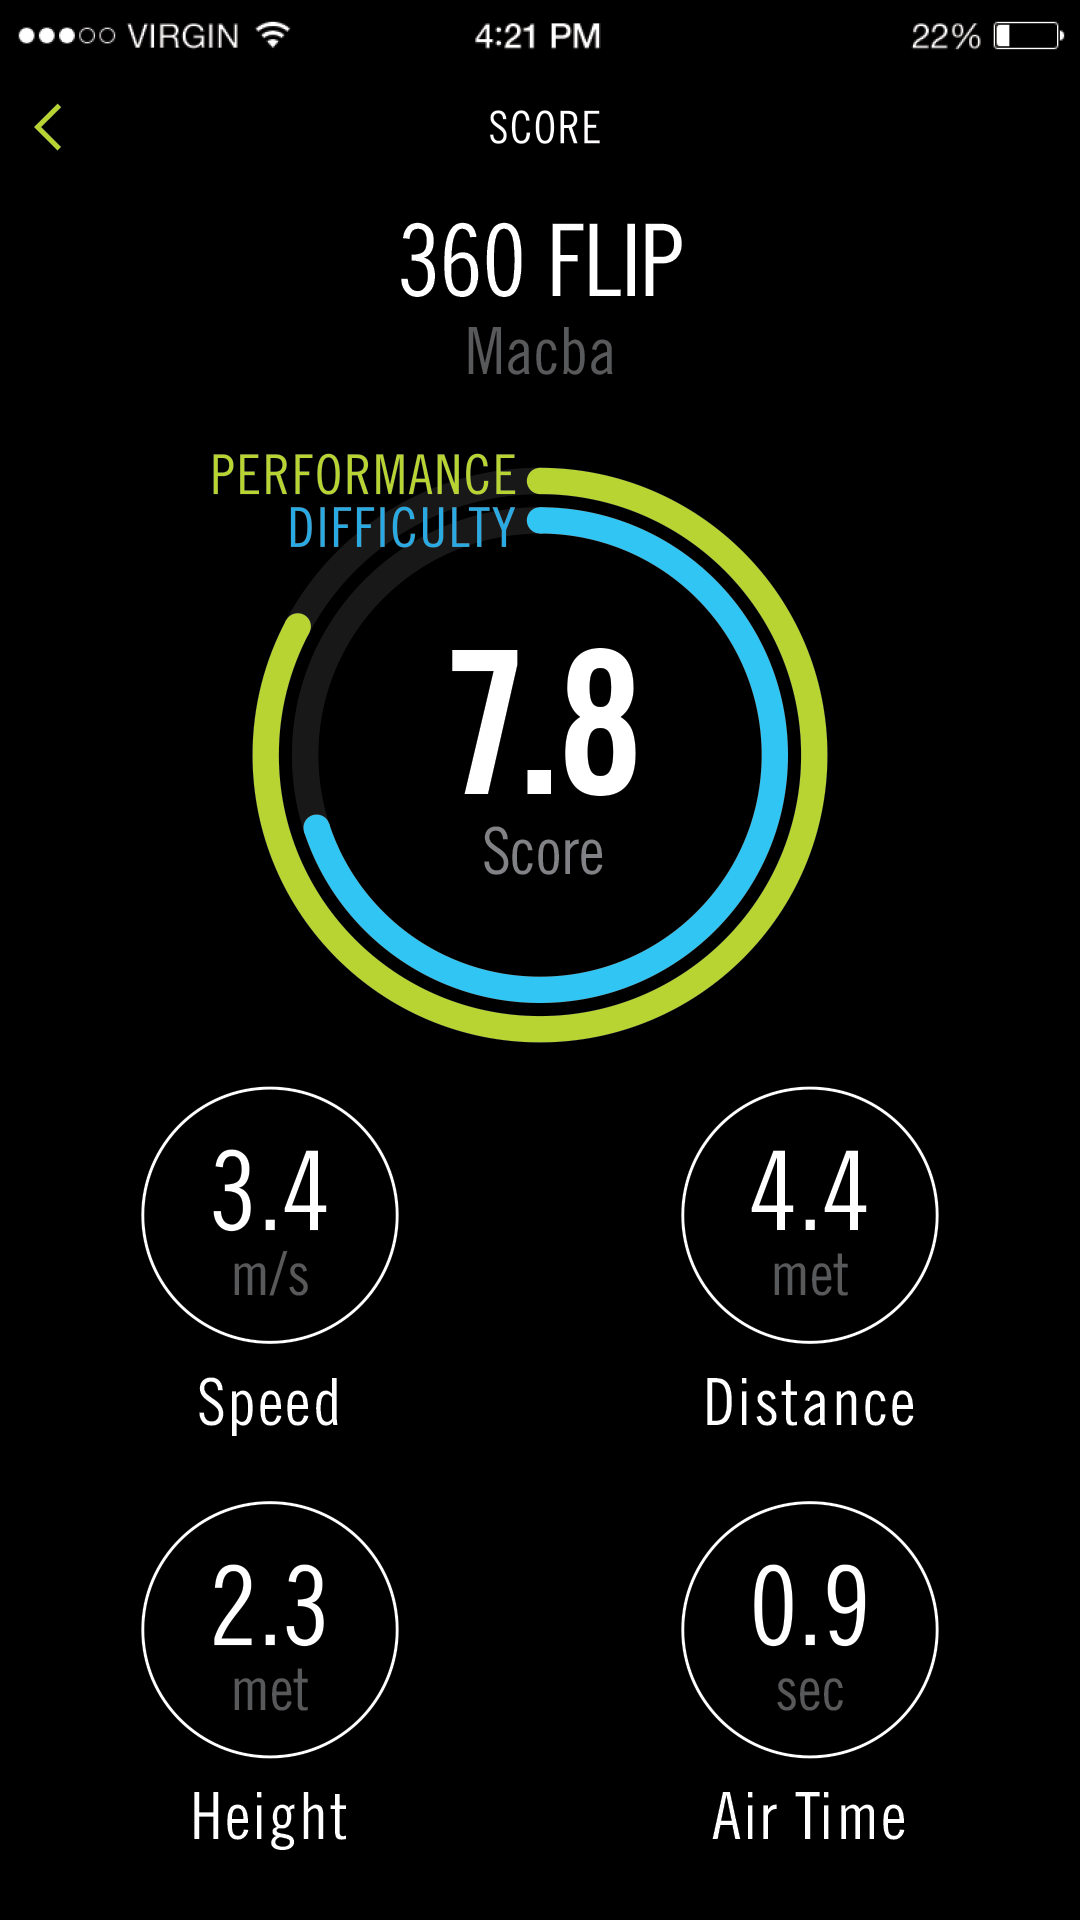 VIRGIN 4:21 PM 22%
SCORE
360 FLIP
Macba
PERFORMANCE
DIFFICULTY
7.8
Score
3.4 4.4
m/s met
Speed Distance
2.3 0.9
met sec
Height Air Time